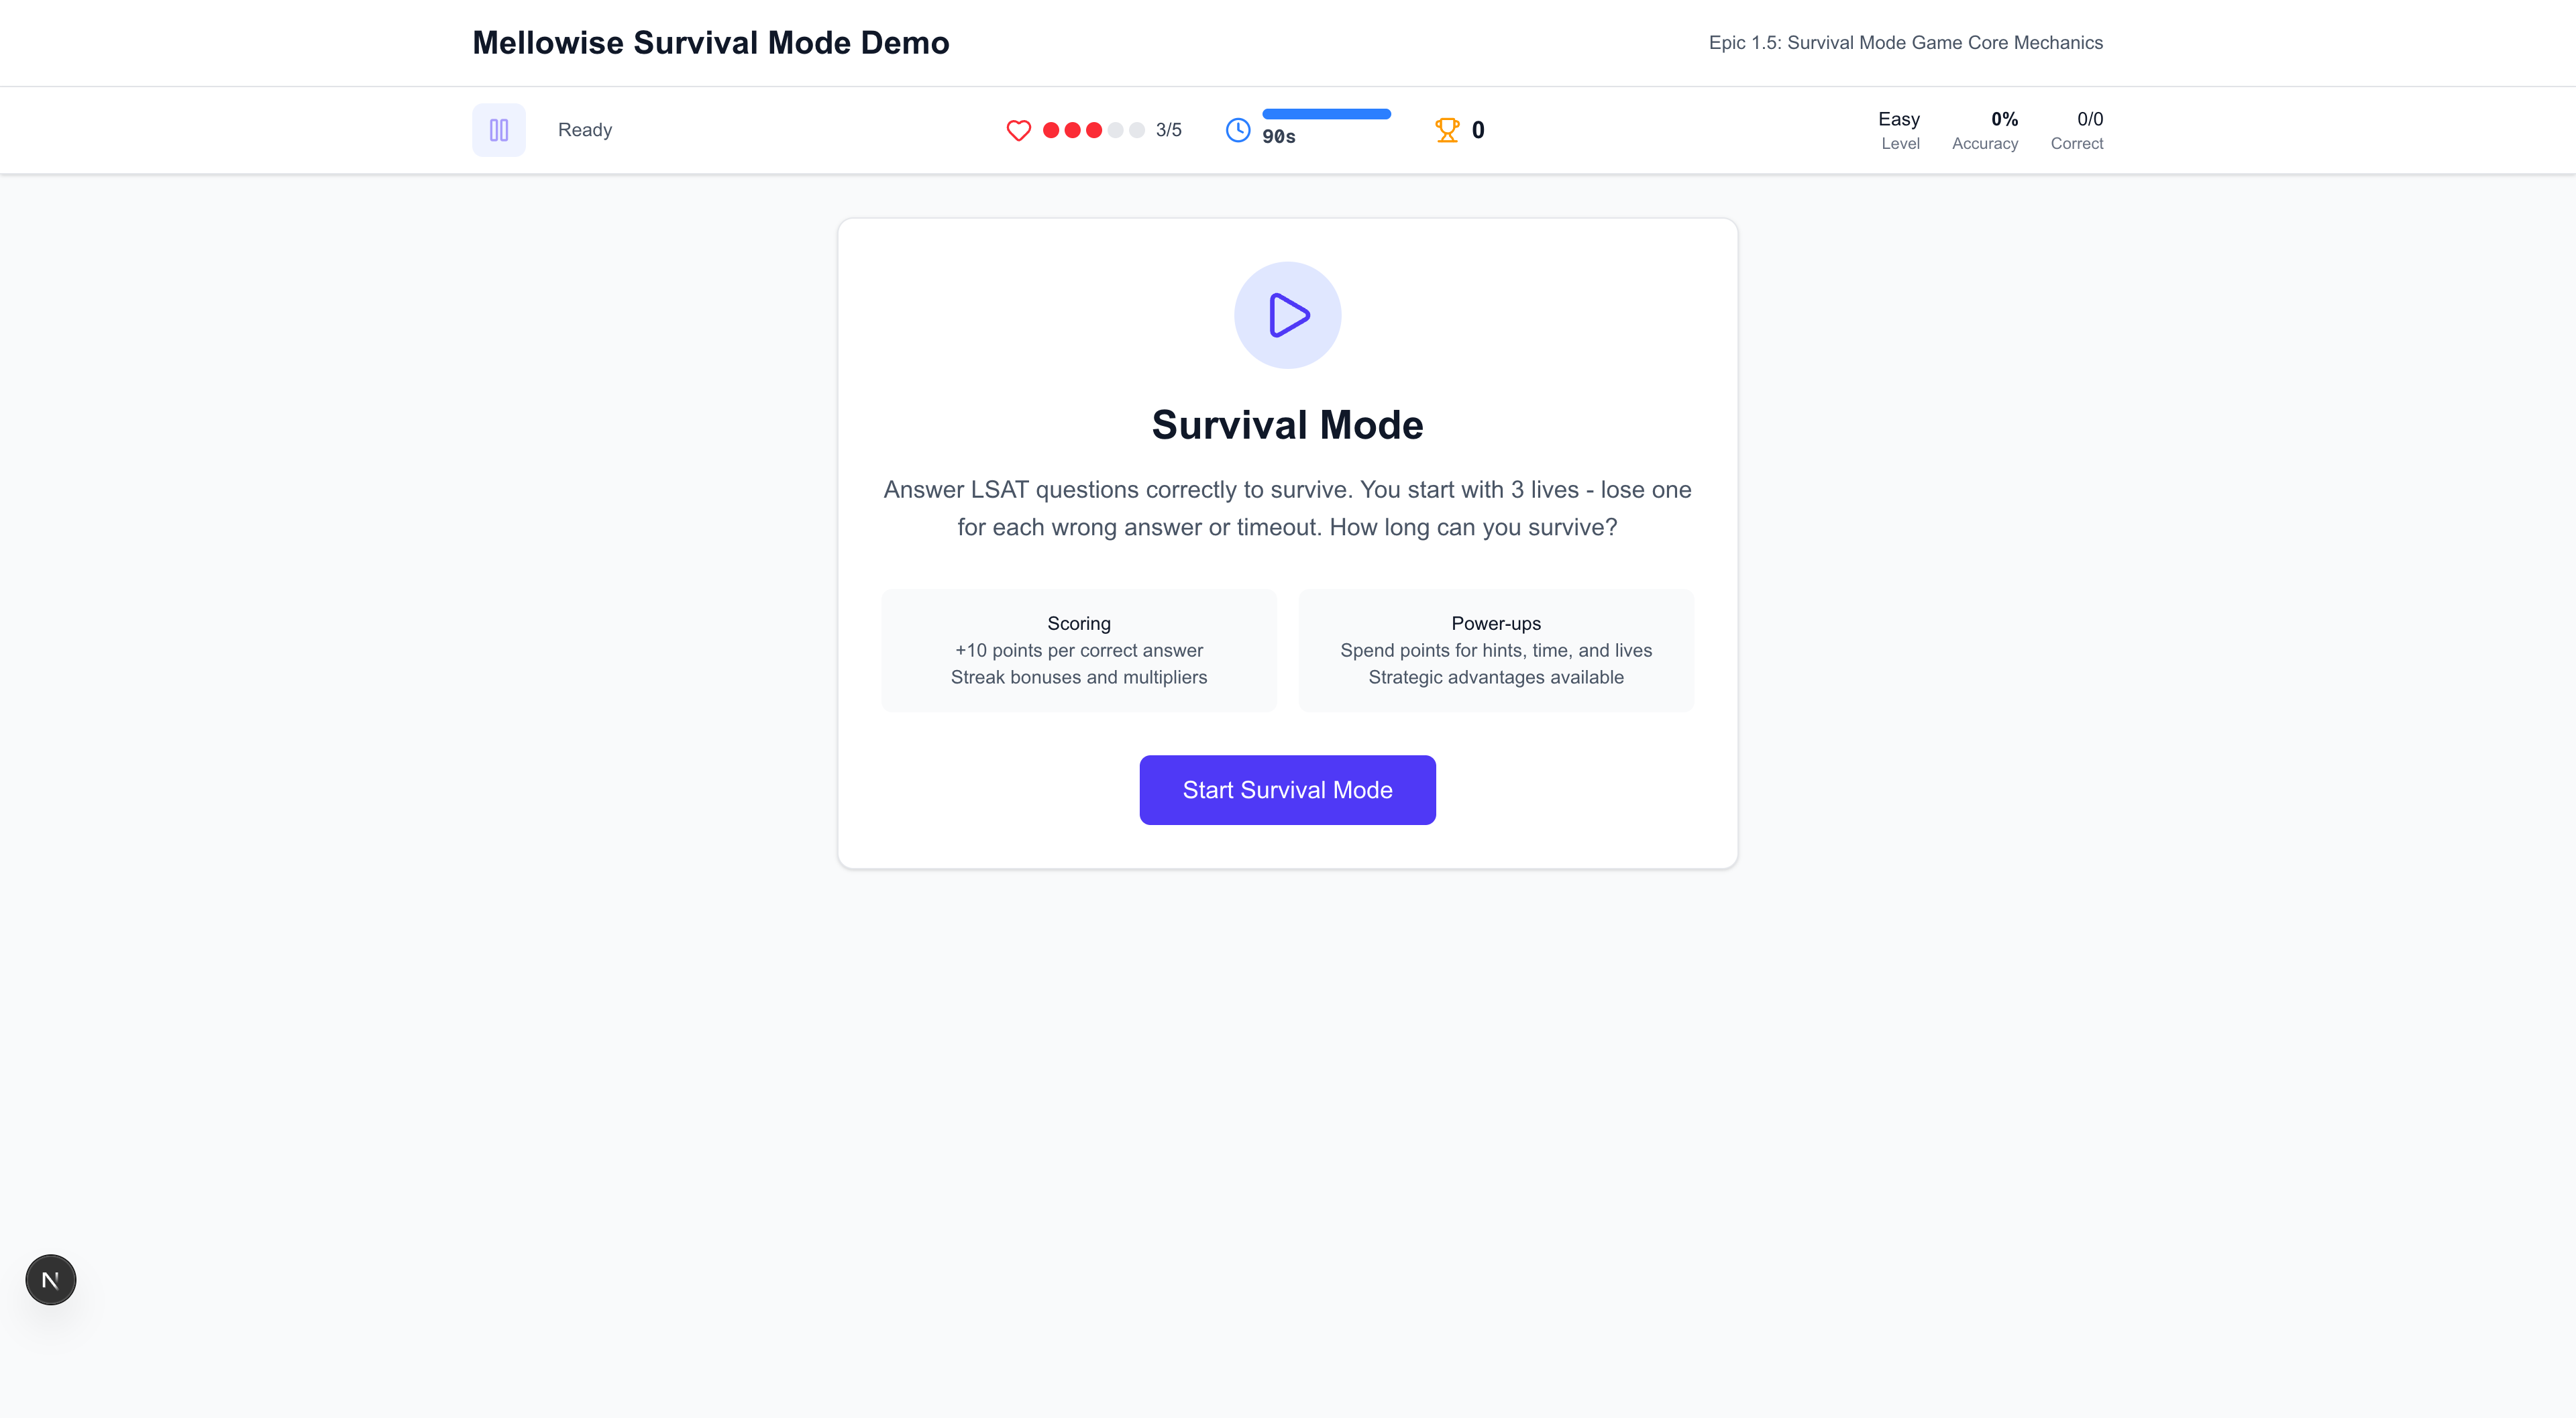 Mellowise Survival Mode Demo
Epic 1.5: Survival Mode Game Core Mechanics
Ready
3/5
90s
0
Easy
Level
0%
Accuracy
0/0
Correct
Survival Mode
Answer LSAT questions correctly to survive. You start with 3 lives - lose one
for each wrong answer or timeout. How long can you survive?
Scoring
+10 points per correct answer
Streak bonuses and multipliers
Power-ups
Spend points for hints, time, and lives
Strategic advantages available
Start Survival Mode
N